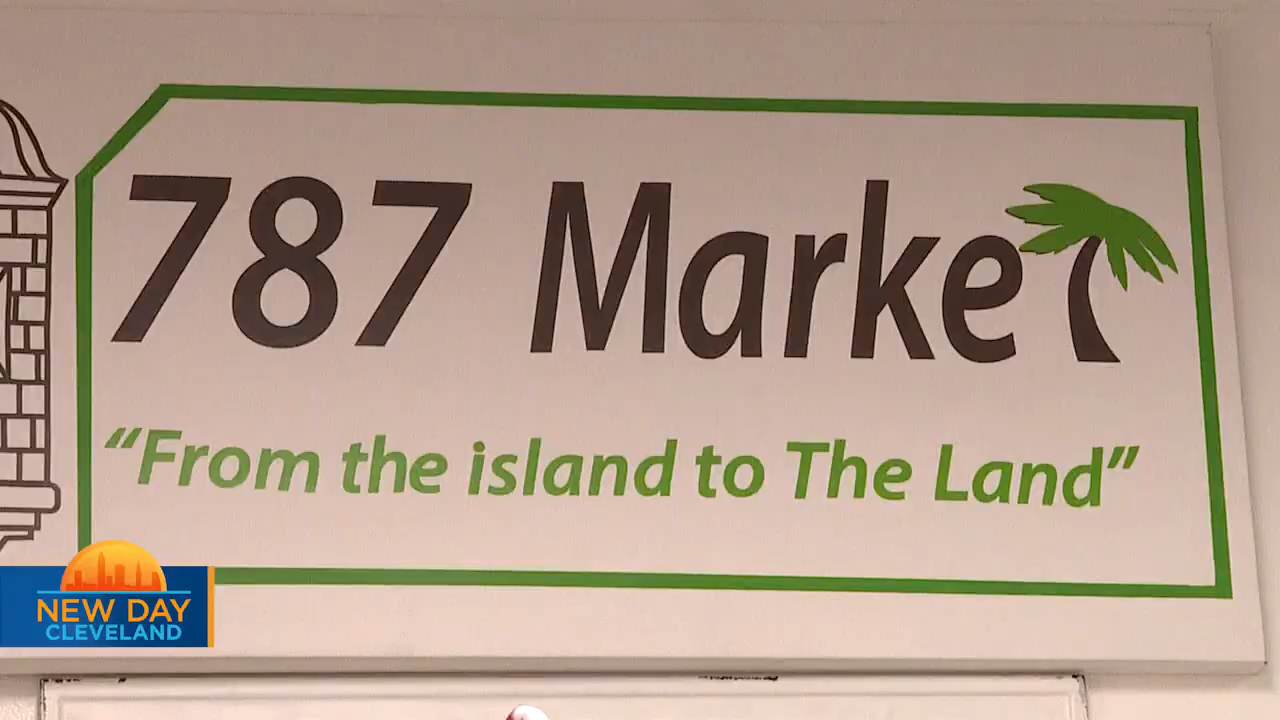 787 Market
“From the island to The Land”
NEW DAY
CLEVELAND